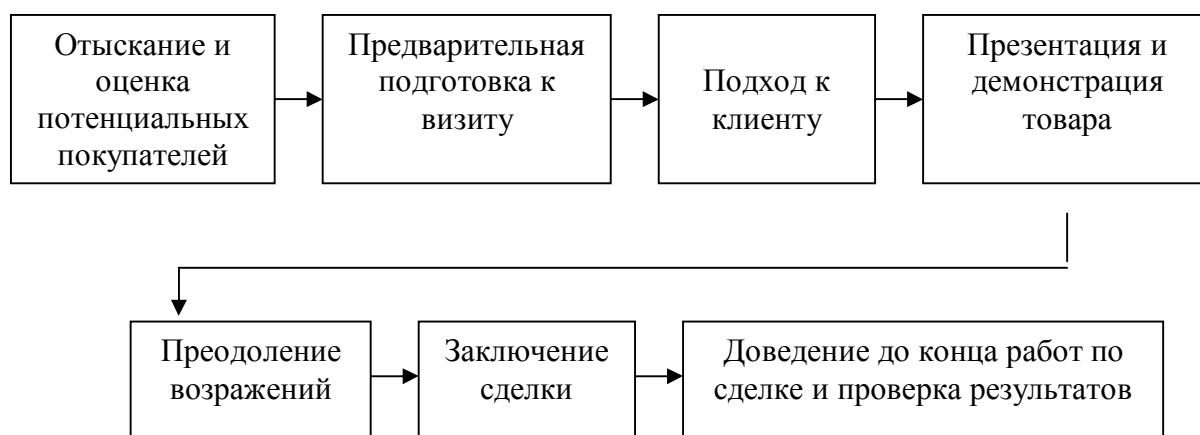 Отыскание и
оценка
потенциальных
покупателей
Предварительная
подготовка к
визиту
Подход к
клиенту
Презентация и
демонстрация
товара
Преодоление
возражений
Заключение
сделки
Доведение до конца работ по
сделке и проверка результатов